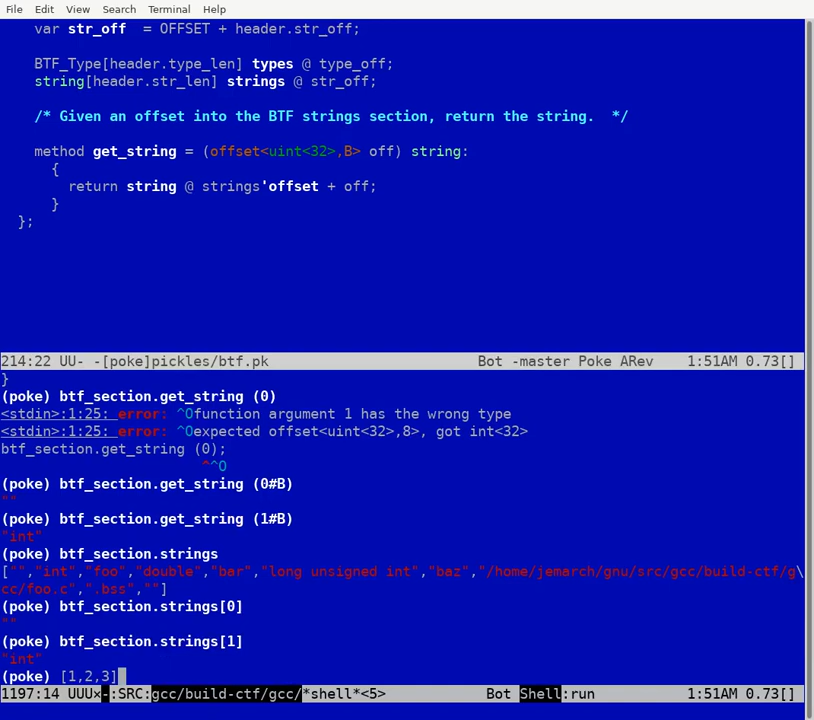 File Edit View Search Terminal Help
var str_off = OFFSET + header.str_off;
BTF_Type[header.type_len] types @ type_off;
string[header.str_len] strings @ str_off;
/* Given an offset into the BTF strings section, return the string.  */
method get_string = (offset<uint<32>,B> off) string:
{
return string @ strings'offset + off;
}
};
214:22 UU- -[poke]pickles/btf.pk Bot -master Poke ARev 1:51AM 0.73[]
}
(poke) btf_section.get_string (0)
<stdin>:1:25: error: ^Ofunction argument 1 has the wrong type
<stdin>:1:25: error: ^Oexpected offset<uint<32>,8>, got int<32>
btf_section.get_string (0);
^^O
(poke) btf_section.get_string (0#B)
""
(poke) btf_section.get_string (1#B)
"int"
(poke) btf_section.strings
["","int","foo","double","bar","long unsigned int","baz","/home/jemarch/gnu/src/gcc/build-ctf/g\
cc/foo.c",".bss",""]
(poke) btf_section.strings[0]
""
(poke) btf_section.strings[1]
"int"
(poke) [1,2,3]
1197:14 UUU×-:SRC:gcc/build-ctf/gcc/*shell*<5> Bot Shell:run 1:51AM 0.73[]